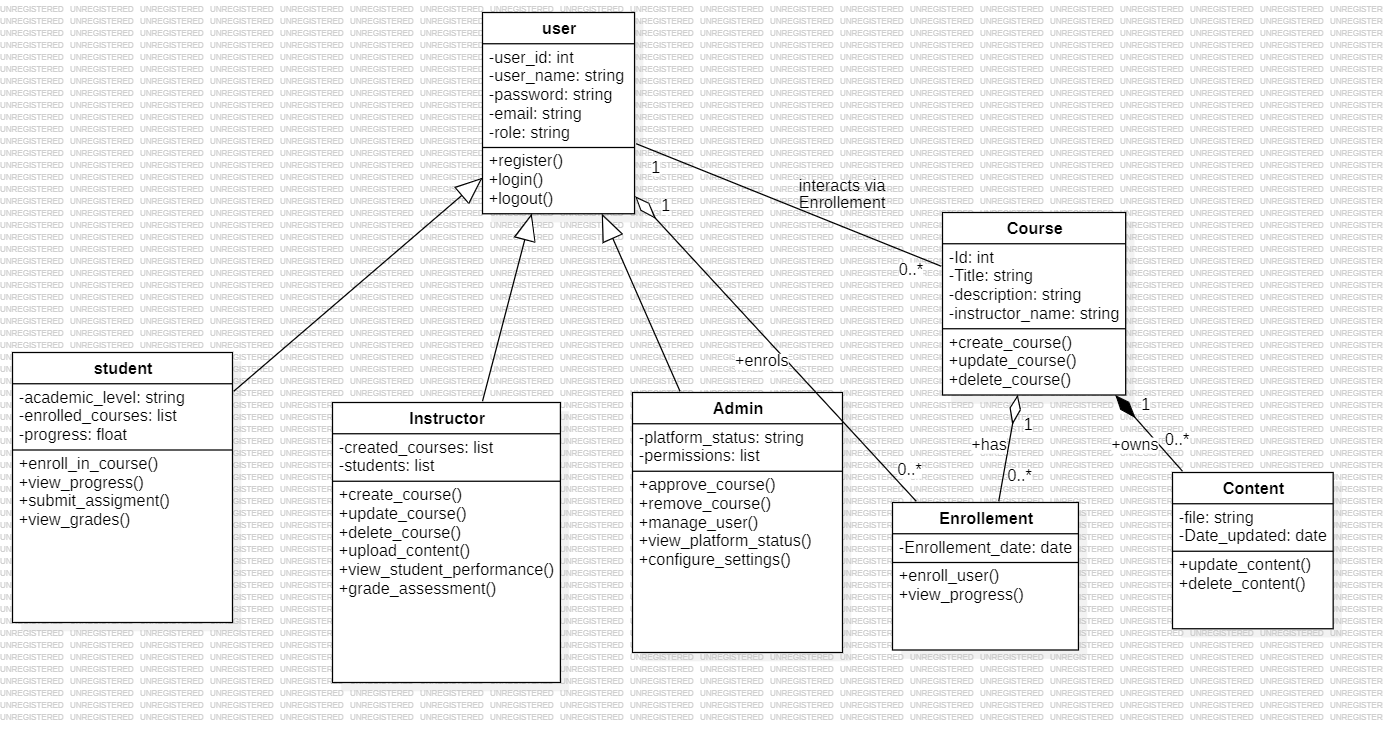 user
-user_id: int
-user_name: string
-password: string
-email: string
-role: string
+register()
+login()
+logout()
1
1
interacts via
Enrollement
0..*
Course
-Id: int
-Title: string
-description: string
-instructor_name: string
+create_course()
+update_course()
+delete_course()
student
-academic_level: string
-enrolled_courses: list
-progress: float
+enroll_in_course()
+view_progress()
+submit_assigment()
+view_grades()
Instructor
-created_courses: list
-students: list
+create_course()
+update_course()
+delete_course()
+upload_content()
+view_student_performance()
+grade_assessment()
+enrols
0..*
Admin
-platform_status: string
-permissions: list
+approve_course()
+remove_course()
+manage_user()
+view_platform_status()
+configure_settings()
1
+has
0..*
1
+owns
0..*
Enrollement
-Enrollement_date: date
+enroll_user()
+view_progress()
Content
-file: string
-Date_updated: date
+update_content()
+delete_content()
UNREGISTERED